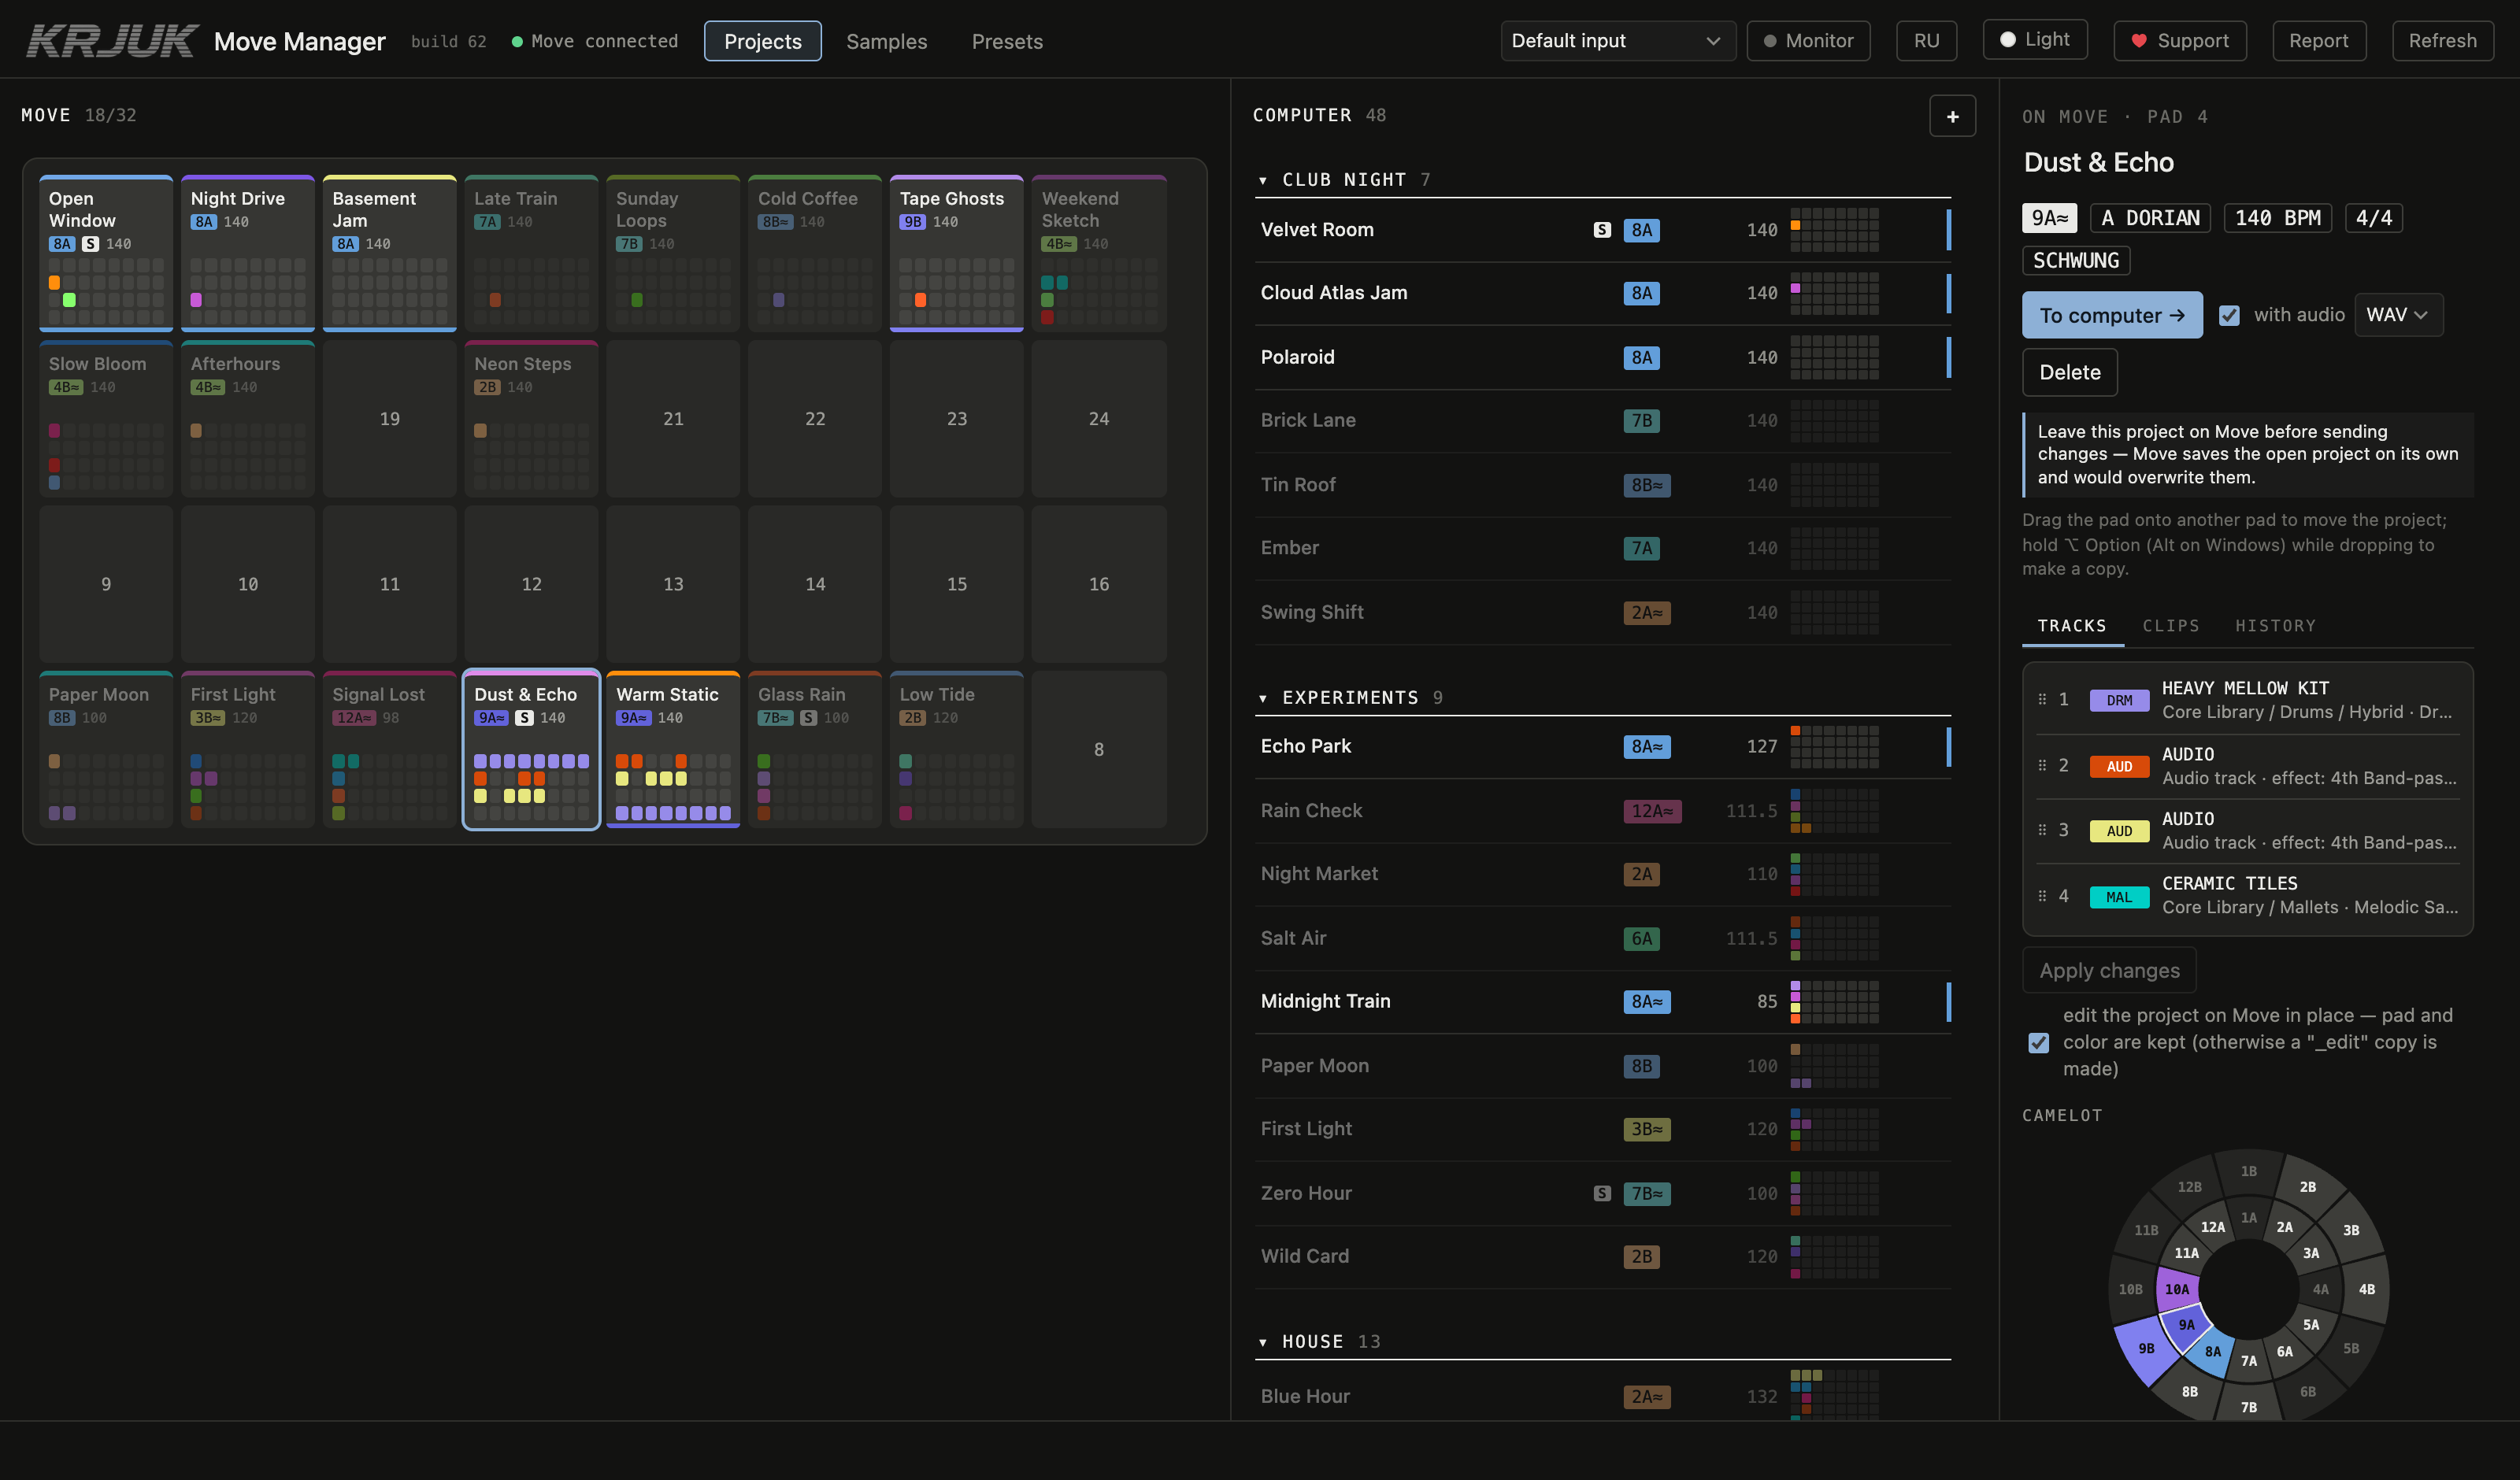 KRJUK Move Manager build 62 Move connected Projects Samples Presets Default input Monitor RU Light Support Report Refresh
MOVE 18/32
Open Window
8A S 140
Night Drive
8A 140
Basement Jam
8A 140
Late Train
7A 140
Sunday Loops
7B 140
Cold Coffee
8B≈ 140
Tape Ghosts
9B 140
Weekend Sketch
4B≈ 140
Slow Bloom
4B≈ 140
Afterhours
4B≈ 140
19
Neon Steps
2B 140
21
22
23
24
9
10
11
12
13
14
15
16
Paper Moon
8B 100
First Light
3B≈ 120
Signal Lost
12A≈ 98
Dust & Echo
9A≈ S 140
Warm Static
9A≈ 140
Glass Rain
7B≈ S 100
Low Tide
2B 120
8
COMPUTER 48
+
▼ CLUB NIGHT 7
Velvet Room S 8A 140
Cloud Atlas Jam 8A 140
Polaroid 8A 140
Brick Lane 7B 140
Tin Roof 8B≈ 140
Ember 7A 140
Swing Shift 2A≈ 140
▼ EXPERIMENTS 9
Echo Park 8A≈ 127
Rain Check 12A≈ 111.5
Night Market 2A 110
Salt Air 6A 111.5
Midnight Train 8A≈ 85
Paper Moon 8B 100
First Light 3B≈ 120
Zero Hour S 7B≈ 100
Wild Card 2B 120
▼ HOUSE 13
Blue Hour 2A≈ 132
ON MOVE · PAD 4
Dust & Echo
9A≈ A DORIAN 140 BPM 4/4
SCHWUNG
To computer → with audio WAV
Delete
Leave this project on Move before sending
changes — Move saves the open project on its own
and would overwrite them.
Drag the pad onto another pad to move the project;
hold ⌥ Option (Alt on Windows) while dropping to
make a copy.
TRACKS CLIPS HISTORY
1 DRM HEAVY MELLOW KIT
Core Library / Drums / Hybrid · Dr…
2 AUD AUDIO
Audio track · effect: 4th Band-pas…
3 AUD AUDIO
Audio track · effect: 4th Band-pas…
4 MAL CERAMIC TILES
Core Library / Mallets · Melodic Sa…
Apply changes
edit the project on Move in place — pad and
color are kept (otherwise a "_edit" copy is
made)
CAMELOT
1B
12B 2B
1A
12A 2A
11B 3B
11A 3A
10B 10A 4A 4B
9A 5A
9B 8A 6A 5B
7A
8B 6B
7B